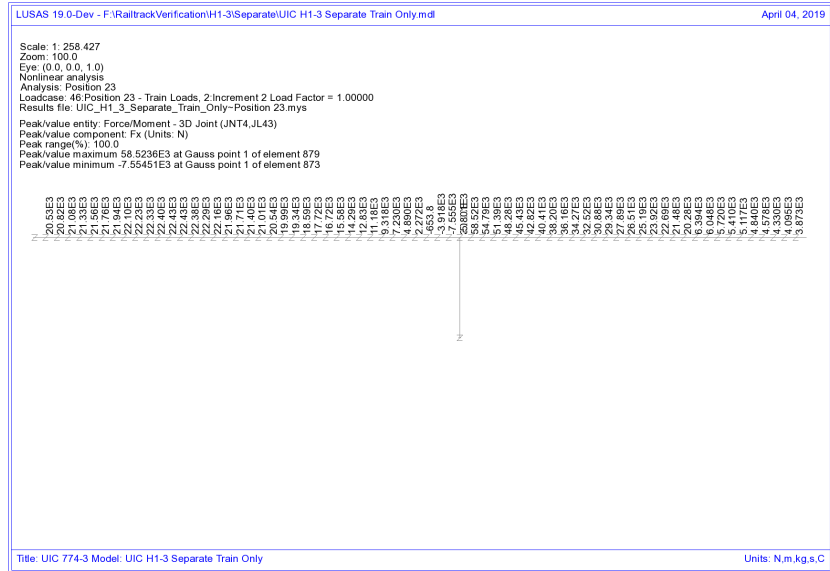 LUSAS 19.0-Dev - F:\RailtrackVerification\H1-3\Separate\UIC H1-3 Separate Train Only.mdl
April 04, 2019
Scale: 1: 258.427
Zoom: 100.0
Eye: (0.0, 0.0, 1.0)
Nonlinear analysis
Analysis: Position 23
Loadcase: 46:Position 23 - Train Loads, 2:Increment 2 Load Factor = 1.00000
Results file: UIC_H1_3_Separate_Train_Only~Position 23.mys
Peak/value entity: Force/Moment - 3D Joint (JNT4,JL43)
Peak/value component: Fx (Units: N)
Peak range(%): 100.0
Peak/value maximum 58.5236E3 at Gauss point 1 of element 879
Peak/value minimum -7.55451E3 at Gauss point 1 of element 873
20.53E3
20.82E3
21.08E3
21.33E3
21.56E3
21.76E3
21.94E3
22.10E3
22.23E3
22.33E3
22.40E3
22.43E3
22.43E3
22.38E3
22.29E3
22.16E3
21.96E3
21.71E3
21.40E3
21.01E3
20.54E3
19.99E3
19.34E3
18.59E3
17.72E3
16.72E3
15.58E3
14.29E3
12.83E3
11.18E3
9.318E3
7.230E3
4.890E3
2.272E3
-653.8
-3.918E3
-7.555E3
58.52E3
54.79E3
51.39E3
48.28E3
45.43E3
42.82E3
40.41E3
38.20E3
36.16E3
34.27E3
32.52E3
30.88E3
29.34E3
27.89E3
26.51E3
25.19E3
23.92E3
22.69E3
21.48E3
20.28E3
6.394E3
6.048E3
5.720E3
5.410E3
5.117E3
4.840E3
4.578E3
4.330E3
4.095E3
3.873E3
Title: UIC 774-3 Model: UIC H1-3 Separate Train Only
Units: N,m,kg,s,C